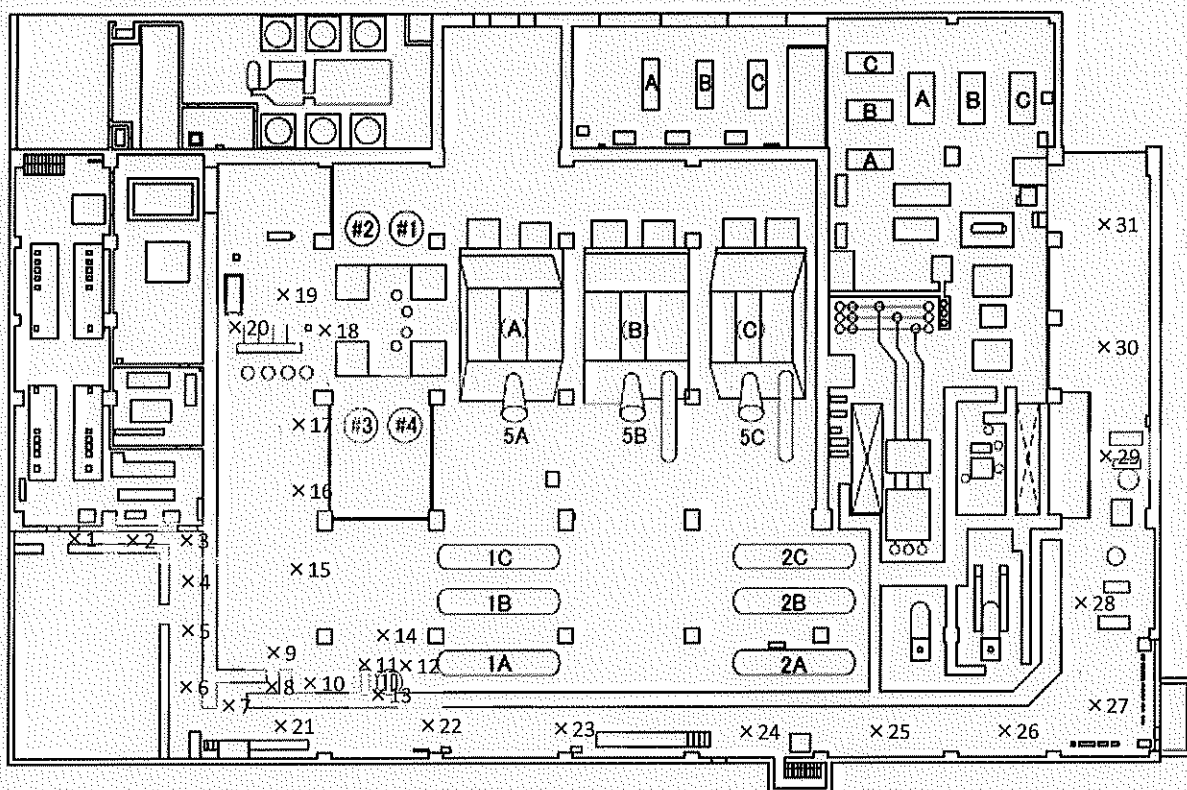 A B C
C
B
A
A B C
#2 #1
×31
×19
×20
×18
(A) (B) (C)
×30
#3 #4
×17
5A 5B 5C
×29
×16
×1 ×2 ×3
1C 2C
×15
×4
1B 2B
×28
×5
×14
×9
×11 ×12
1A 2A
×6
×8
×10
×13
×7
×27
×21 ×22 ×23 ×24 ×25 ×26